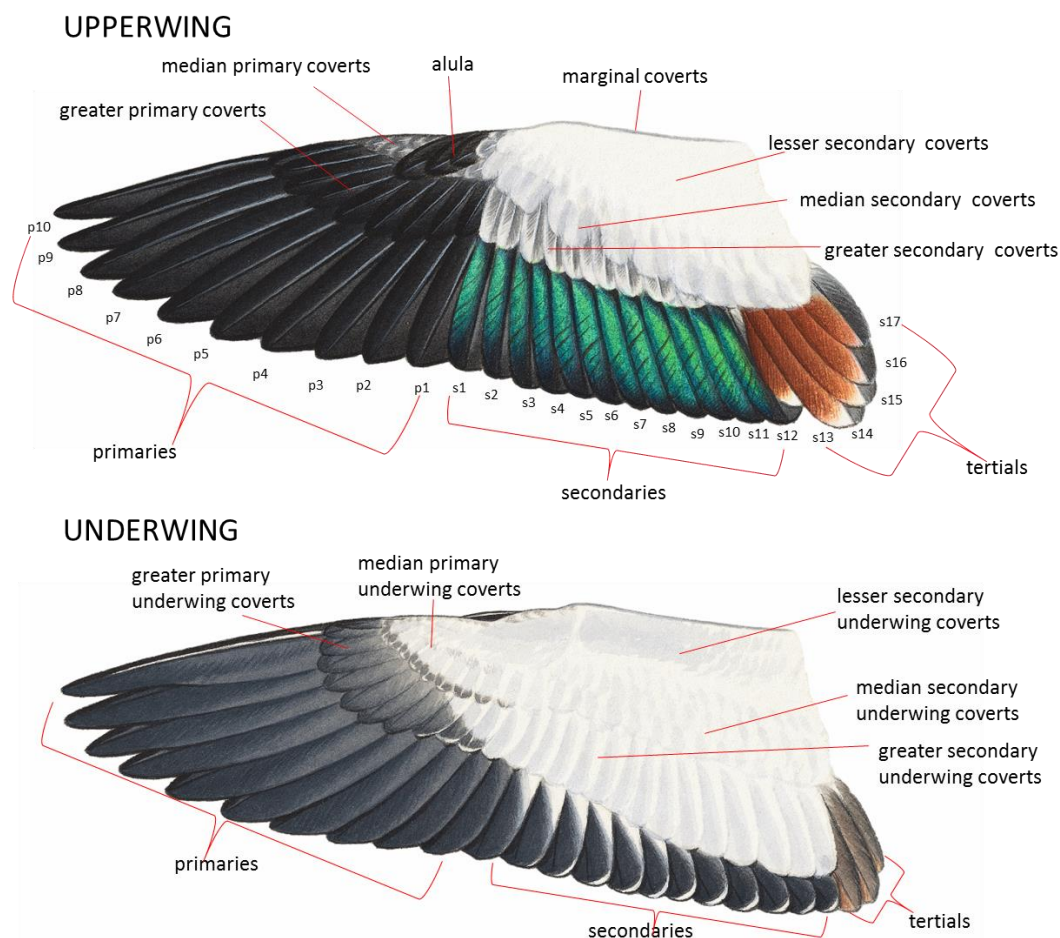 UPPERWING
median primary coverts
alula
marginal coverts
greater primary coverts
lesser secondary coverts
median secondary coverts
greater secondary coverts
p10
p9
p8
p7
p6
p5
p4
p3
p2
p1
s1
s2
s3
s4
s5
s6
s7
s8
s9
s10
s11
s12
s13
s14
s15
s16
s17
primaries
secondaries
tertials
UNDERWING
greater primary
underwing coverts
median primary
underwing coverts
lesser secondary
underwing coverts
median secondary
underwing coverts
greater secondary
underwing coverts
primaries
secondaries
tertials